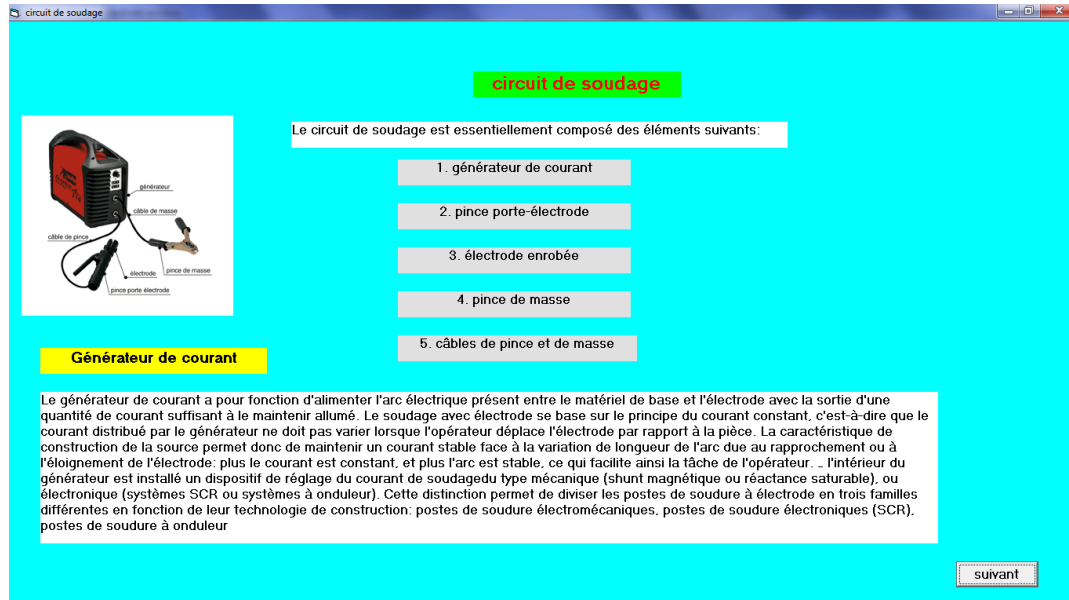 circuit de soudage
circuit de soudage
Le circuit de soudage est essentiellement composé des éléments suivants:
1. générateur de courant
2. pince porte-électrode
3. électrode enrobée
4. pince de masse
5. câbles de pince et de masse
générateur
câble de masse
câble de pince
électrode
pince de masse
pince porte électrode
Générateur de courant
Le générateur de courant a pour fonction d'alimenter l'arc électrique présent entre le matériel de base et l'électrode avec la sortie d'une
quantité de courant suffisant à le maintenir allumé. Le soudage avec électrode se base sur le principe du courant constant, c'est-à-dire que le
courant distribué par le générateur ne doit pas varier lorsque l'opérateur déplace l'électrode par rapport à la pièce. La caractéristique de
construction de la source permet donc de maintenir un courant stable face à la variation de longueur de l'arc due au rapprochement ou à
l'éloignement de l'électrode: plus le courant est constant, et plus l'arc est stable, ce qui facilite ainsi la tâche de l'opérateur. _ l'intérieur du
générateur est installé un dispositif de réglage du courant de soudagedu type mécanique (shunt magnétique ou réactance saturable), ou
électronique (systèmes SCR ou systèmes à onduleur). Cette distinction permet de diviser les postes de soudure à électrode en trois familles
différentes en fonction de leur technologie de construction: postes de soudure électromécaniques, postes de soudure électroniques (SCR),
postes de soudure à onduleur
suivant